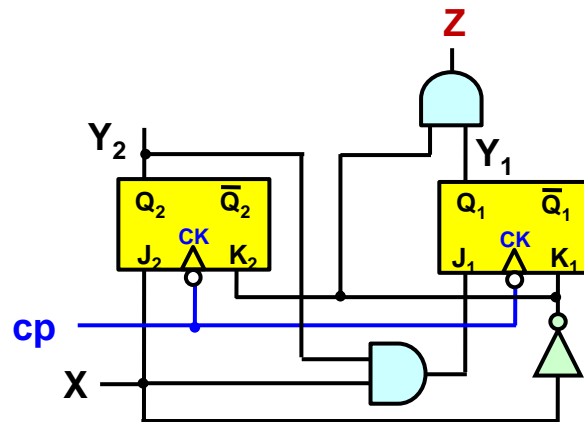 Z
Y₂
Y₁
Q₂ Q̅₂
Q₁ Q̅₁
J₂ CK K₂
J₁ CK K₁
cp
X